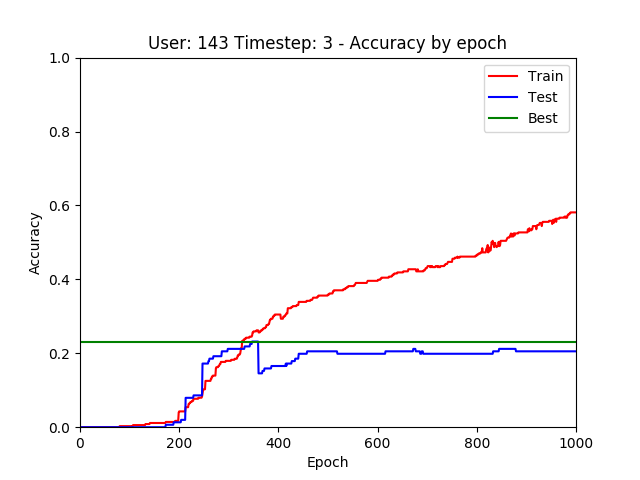 User: 143 Timestep: 3 - Accuracy by epoch
1.0
Train
Test
Best
0.8
0.6
Accuracy
0.4
0.2
0.0
0 200 400 600 800 1000
Epoch